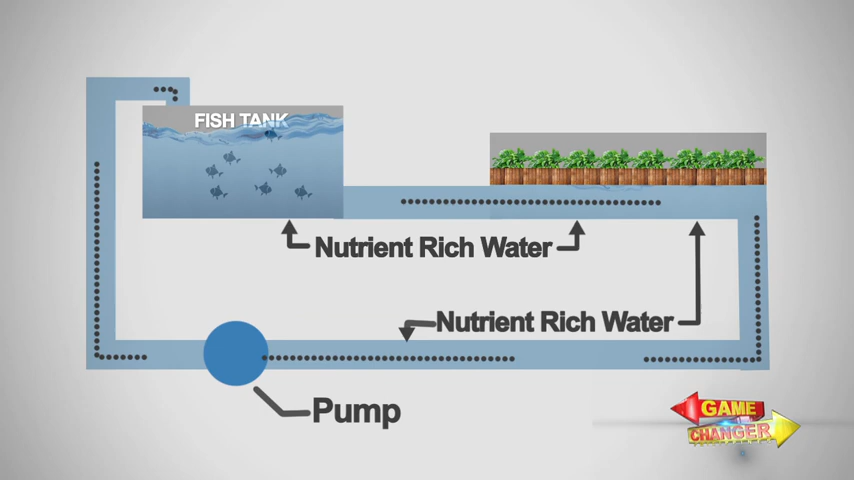 FISH TANK
Nutrient Rich Water
Nutrient Rich Water
Pump
GAME
CHANGER